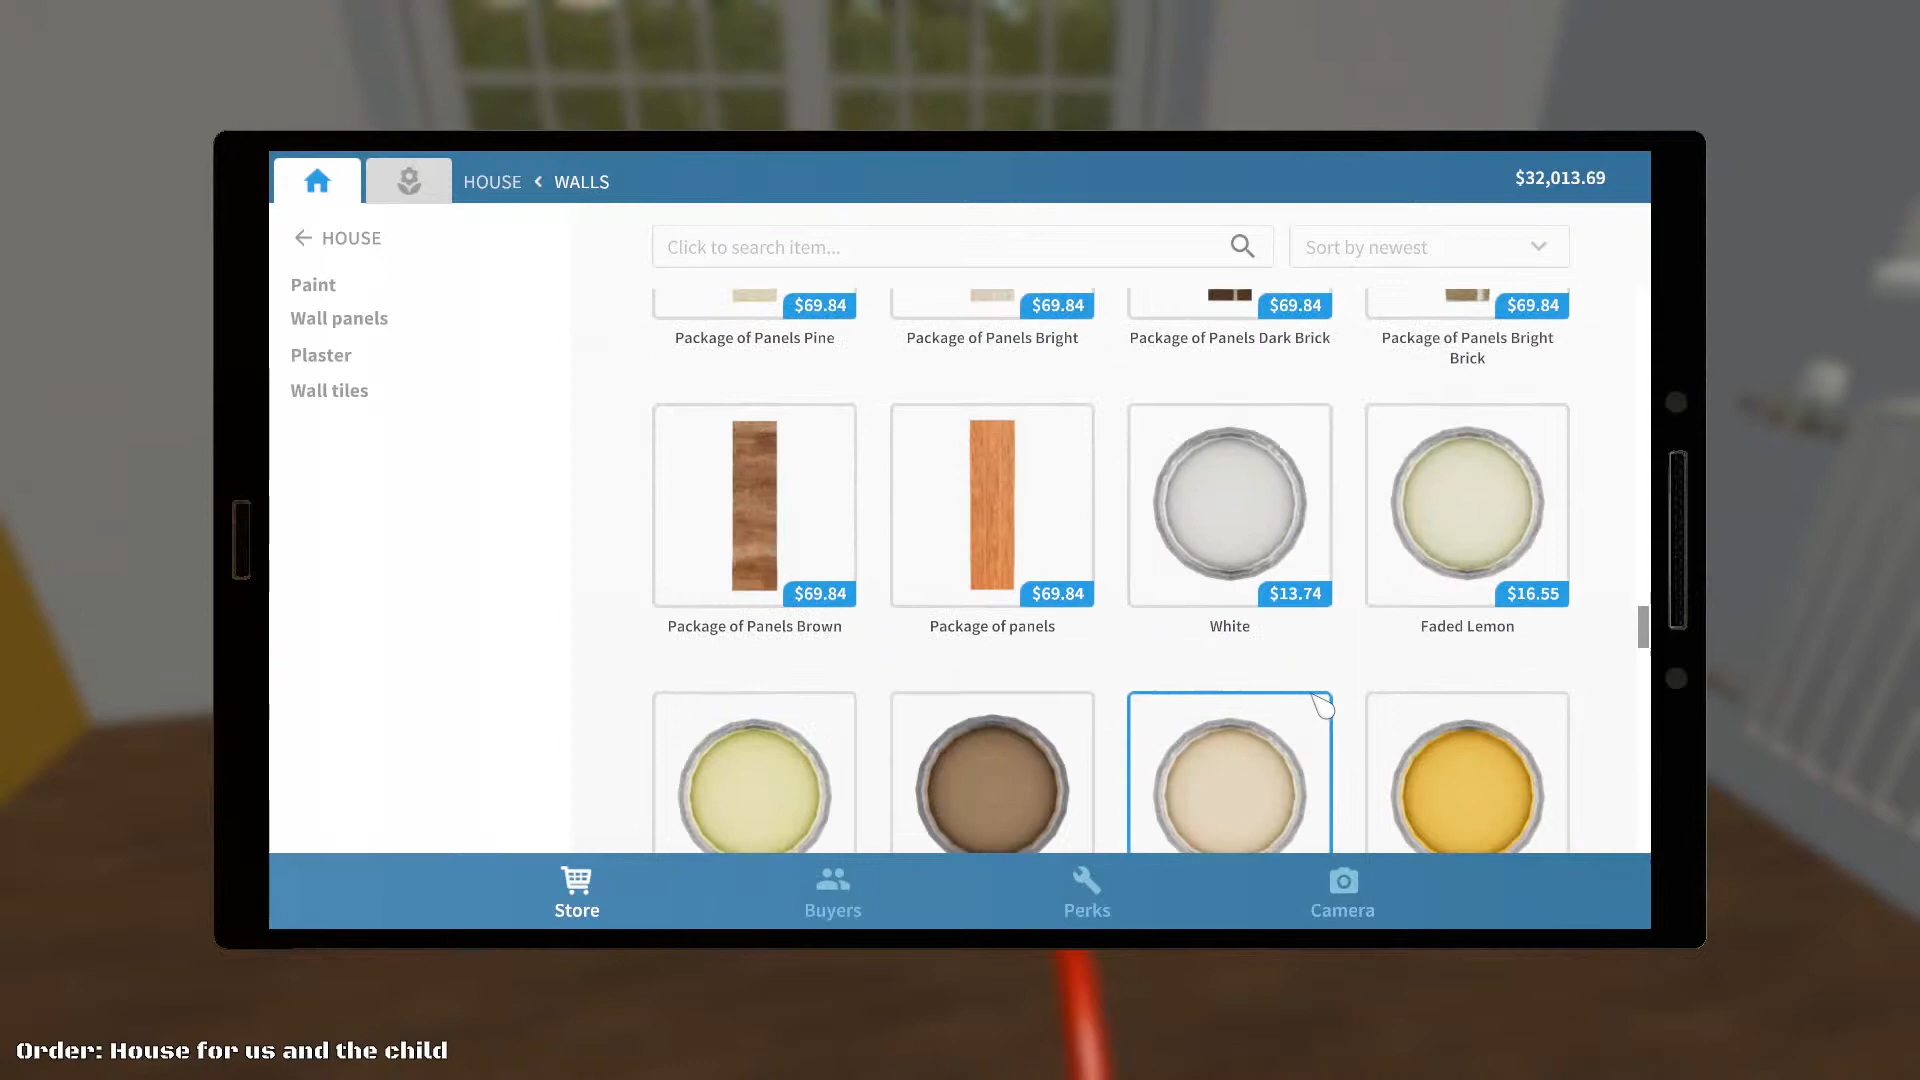 HOUSE < WALLS
$32,013.69
HOUSE
Click to search item...
Sort by newest
Paint
Wall panels
Plaster
Wall tiles
$69.84 $69.84 $69.84 $69.84
Package of Panels Pine
Package of Panels Bright
Package of Panels Dark Brick
Package of Panels Bright
Brick
$69.84 $69.84 $13.74 $16.55
Package of Panels Brown
Package of panels
White
Faded Lemon
Store
Buyers
Perks
Camera
Order: House for us and the child